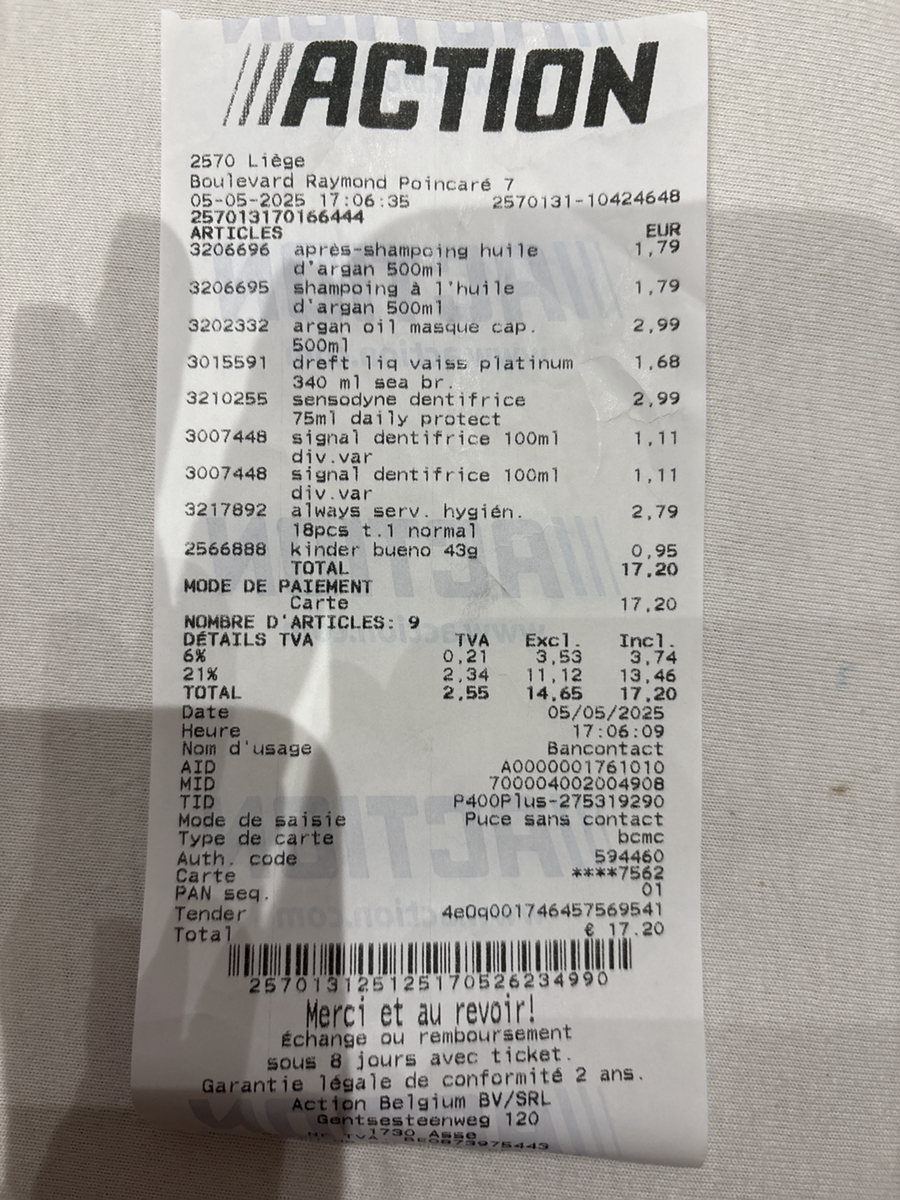 ACTION
2570 Liège
Boulevard Raymond Poincaré 7
05-05-2025 17:06:35 2570131-10424648
257013170166444
ARTICLES EUR
3206696 après-shampoing huile 1,79
d'argan 500ml
3206695 shampoing à l'huile 1,79
d'argan 500ml
3202332 argan oil masque cap. 2,99
500ml
3015591 dreft liq vaiss platinum 1,68
340 ml sea br.
3210255 sensodyne dentifrice 2,99
75ml daily protect
3007448 signal dentifrice 100ml 1,11
div.var
3007448 signal dentifrice 100ml 1,11
div.var
3217892 always serv. hygién. 2,79
18pcs t.1 normal
2566888 kinder bueno 43g 0,95
TOTAL 17,20
MODE DE PAIEMENT
Carte 17,20
NOMBRE D'ARTICLES: 9
DÉTAILS TVA TVA Excl. Incl.
6% 0,21 3,53 3,74
21% 2,34 11,12 13,46
TOTAL 2,55 14,65 17,20
Date 05/05/2025
Heure 17:06:09
Nom d'usage Bancontact
AID A0000001761010
MID 700004002004908
TID P400Plus-275319290
Mode de saisie Puce sans contact
Type de carte bcmc
Auth. code 594460
Carte ****7562
PAN seq. 01
Tender 4e0q001746457569541
Total € 17.20
257013125125170526234990
Merci et au revoir!
Échange ou remboursement
sous 8 jours avec ticket.
Garantie légale de conformité 2 ans.
Action Belgium BV/SRL
Gentsesteenweg 120
1730 Asse
Nr. TVA BE0873975443